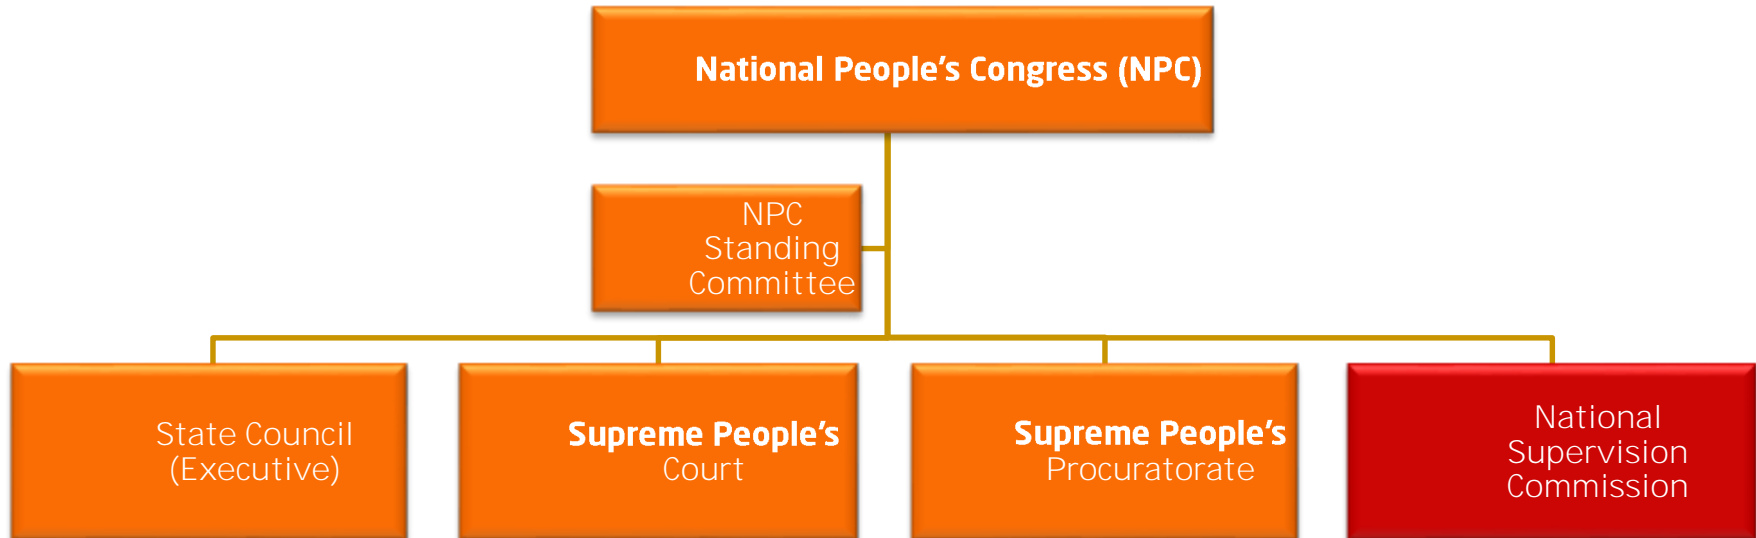 National People’s Congress (NPC)
NPC
Standing
Committee
State Council
(Executive)
Supreme People’s
Court
Supreme People’s
Procuratorate
National
Supervision
Commission